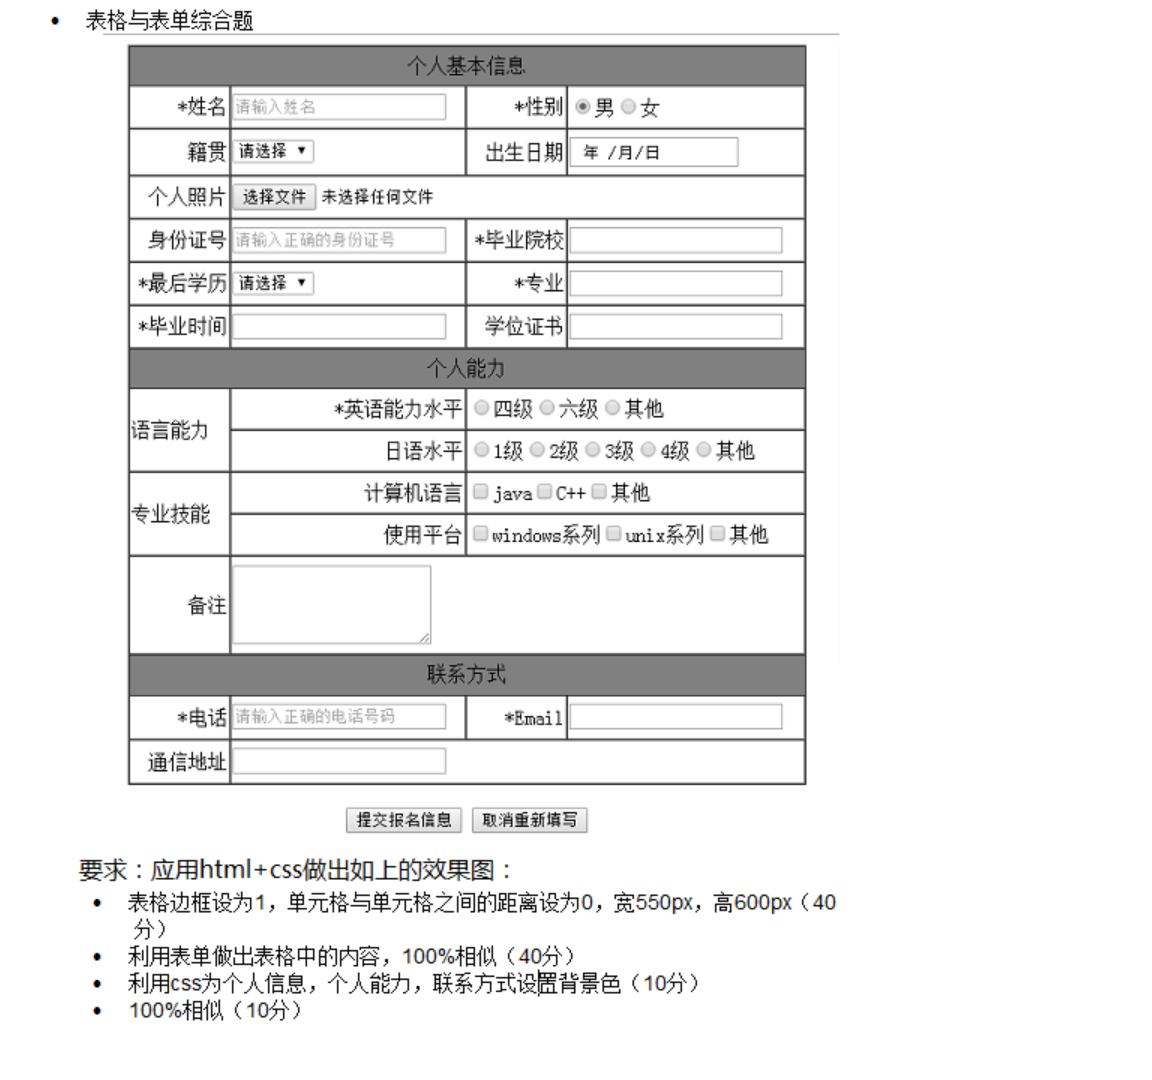 表格与表单综合题
个人基本信息
*姓名 请输入姓名 *性别 男 女
籍贯 请选择 出生日期 年 /月/日
个人照片 选择文件 未选择任何文件
身份证号 请输入正确的身份证号 *毕业院校
*最后学历 请选择 *专业
*毕业时间 学位证书
个人能力
语言能力 *英语能力水平 四级 六级 其他
日语水平 1级 2级 3级 4级 其他
专业技能 计算机语言 java C++ 其他
使用平台 windows系列 unix系列 其他
备注
联系方式
*电话 请输入正确的电话号码 *Email
通信地址
提交报名信息 取消重新填写
要求：应用html+css做出如上的效果图：
表格边框设为1，单元格与单元格之间的距离设为0，宽550px，高600px（40
分）
利用表单做出表格中的内容，100%相似（40分）
利用css为个人信息，个人能力，联系方式设置背景色（10分）
100%相似（10分）